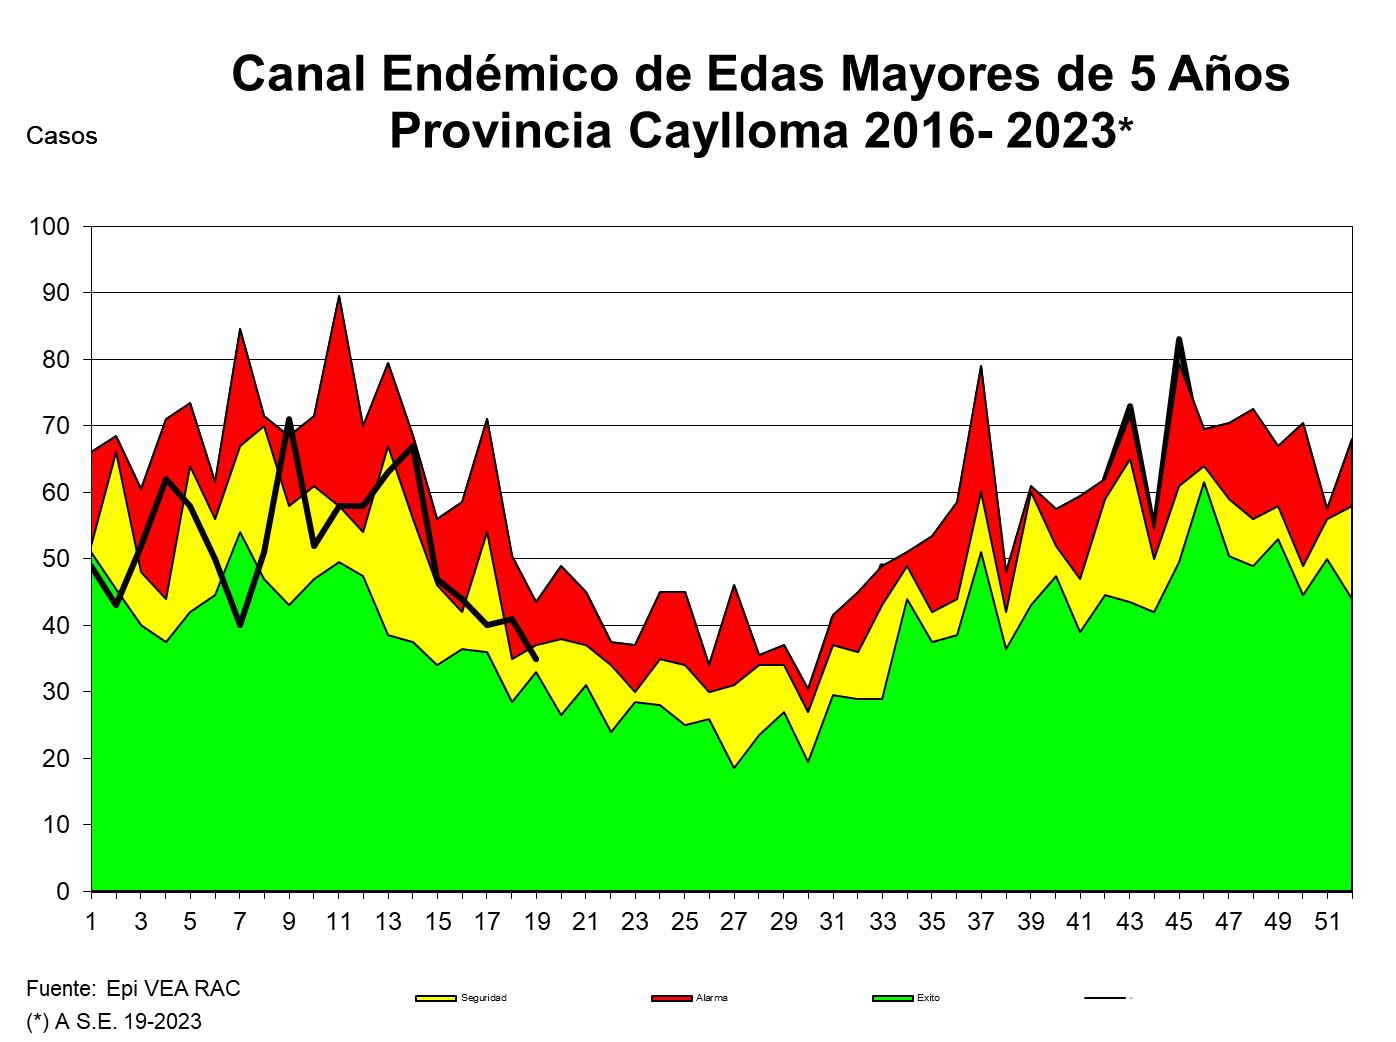 Canal Endémico de Edas Mayores de 5 Años
Provincia Caylloma 2016- 2023*
Casos
100
90
80
70
60
50
40
30
20
10
0
1 3 5 7 9 11 13 15 17 19 21 23 25 27 29 31 33 35 37 39 41 43 45 47 49 51
Fuente: Epi VEA RAC
Seguridad Alarma Exito
(*) A S.E. 19-2023